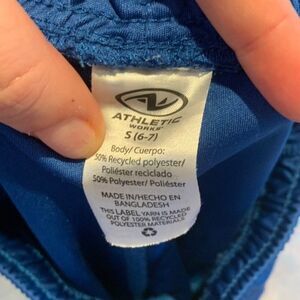 ATHLETIC
WORKS
S (6-7)
Body/Cuerpo:
50% Recycled polyester/
Poliéster reciclado
50% Polyester/ Poliéster
MADE IN/HECHO EN
BANGLADESH
THIS LABEL YARN IS MADE
OUT OF 100% RECYCLED
POLYESTER MATERIALS